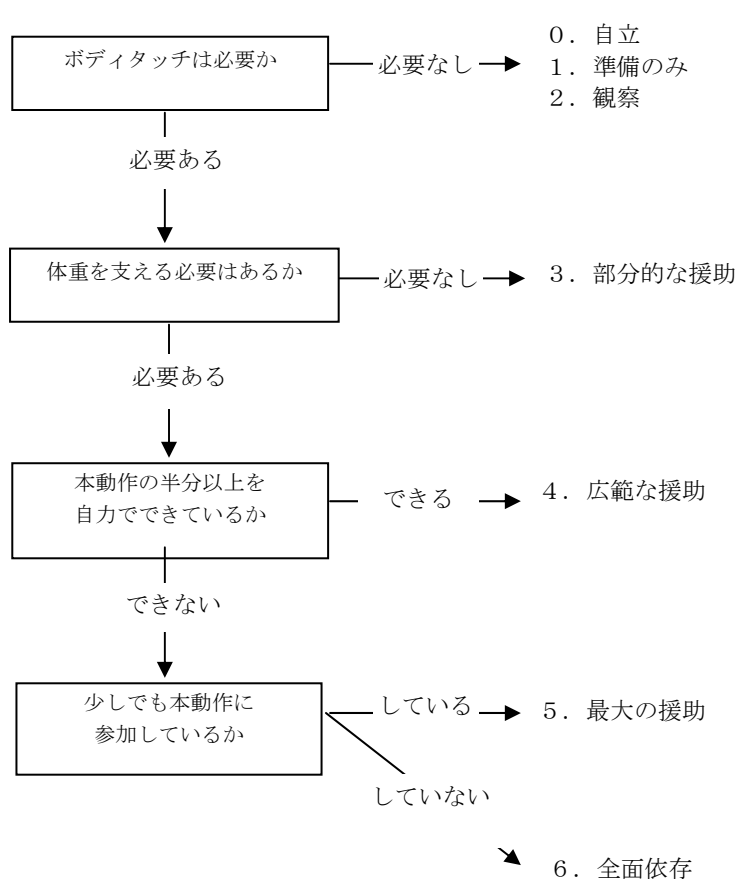 ボディタッチは必要か
必要なし
０．自立
１．準備のみ
２．観察
必要ある
体重を支える必要はあるか
必要なし
３．部分的な援助
必要ある
本動作の半分以上を
自力でできているか
できる
４．広範な援助
できない
少しでも本動作に
参加しているか
している
５．最大の援助
していない
６．全面依存